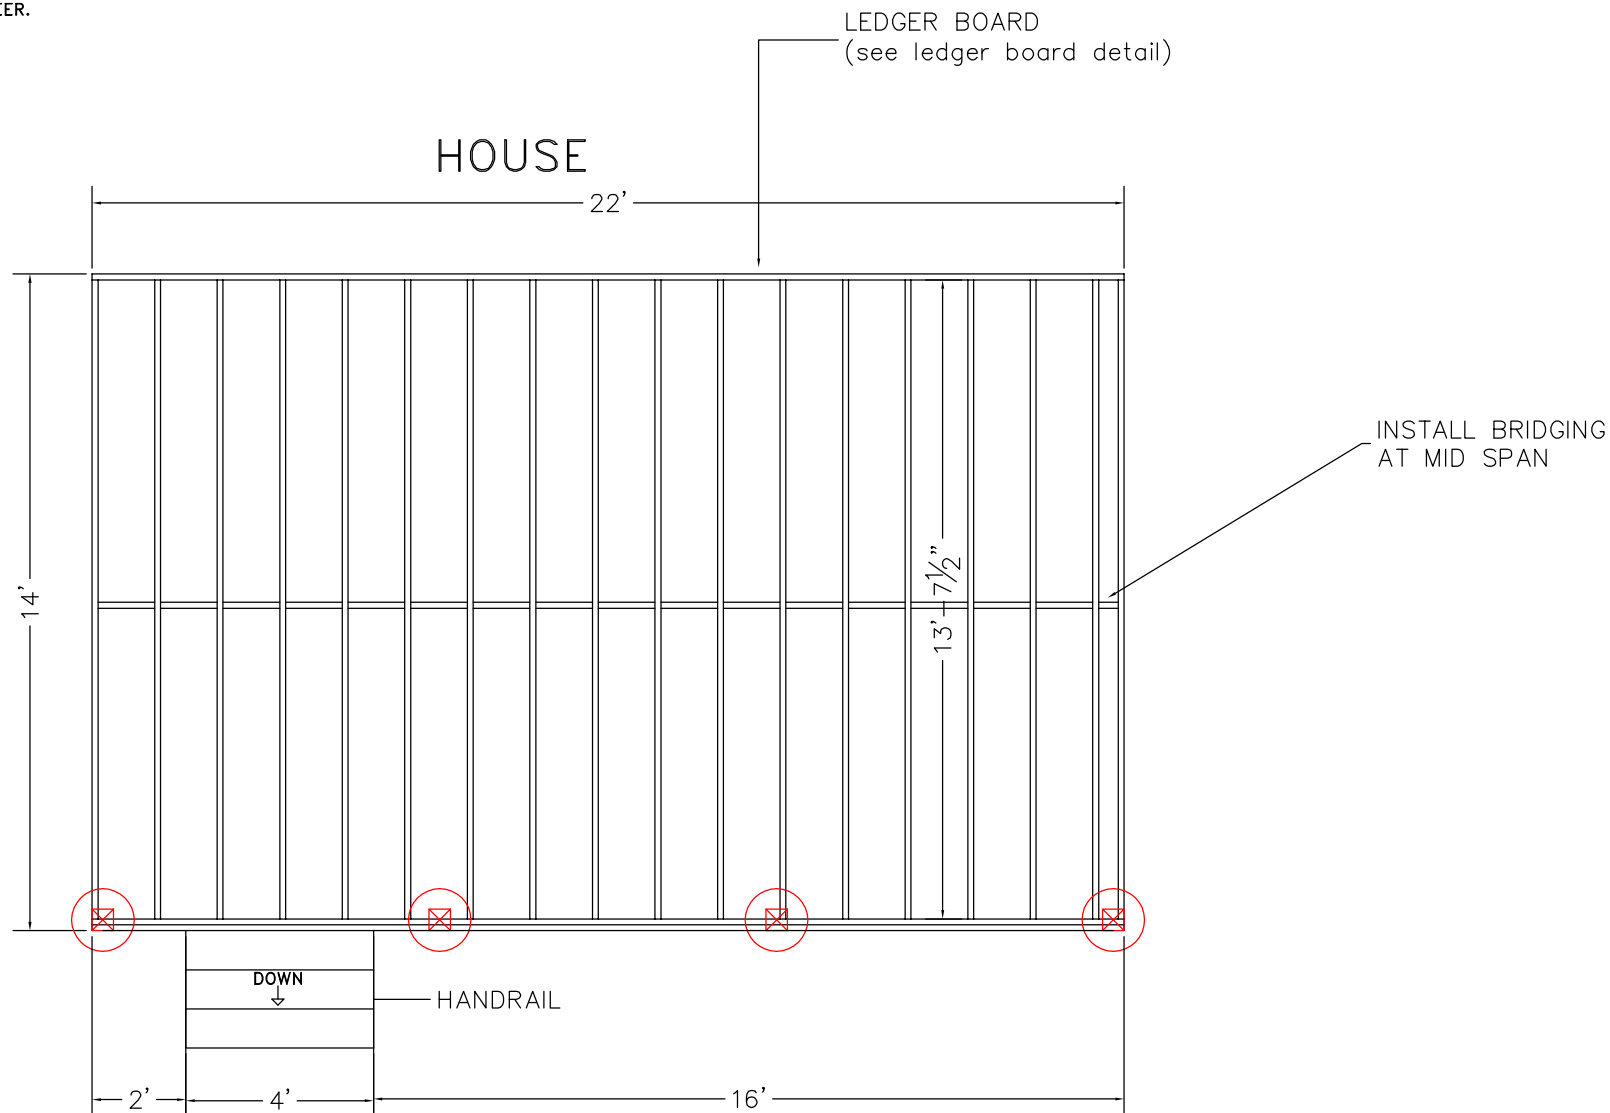 EER.
LEDGER BOARD
(see ledger board detail)
HOUSE
22'
INSTALL BRIDGING
AT MID SPAN
14'
13'-7½"
DOWN
HANDRAIL
2'
4'
16'